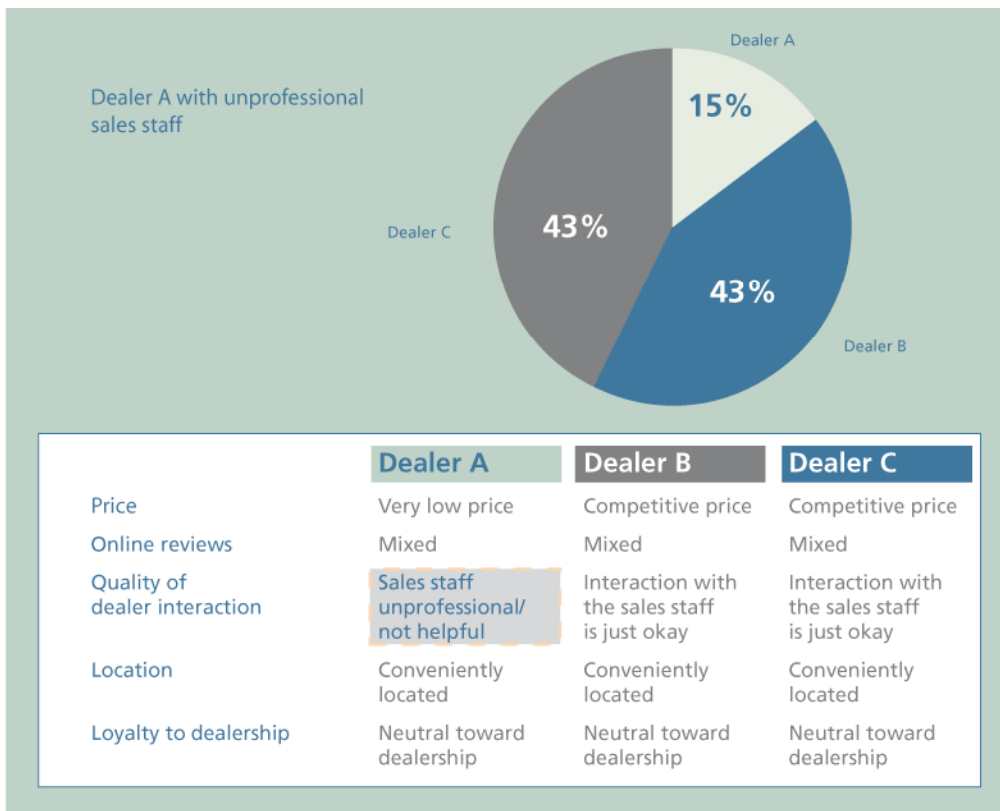 Dealer A
Dealer A with unprofessional
sales staff
15%
Dealer C
43%
43%
Dealer B
Dealer A
Dealer B
Dealer C
Price
Very low price
Competitive price
Competitive price
Online reviews
Mixed
Mixed
Mixed
Quality of
dealer interaction
Sales staff
unprofessional/
not helpful
Interaction with
the sales staff
is just okay
Interaction with
the sales staff
is just okay
Location
Conveniently
located
Conveniently
located
Conveniently
located
Loyalty to dealership
Neutral toward
dealership
Neutral toward
dealership
Neutral toward
dealership